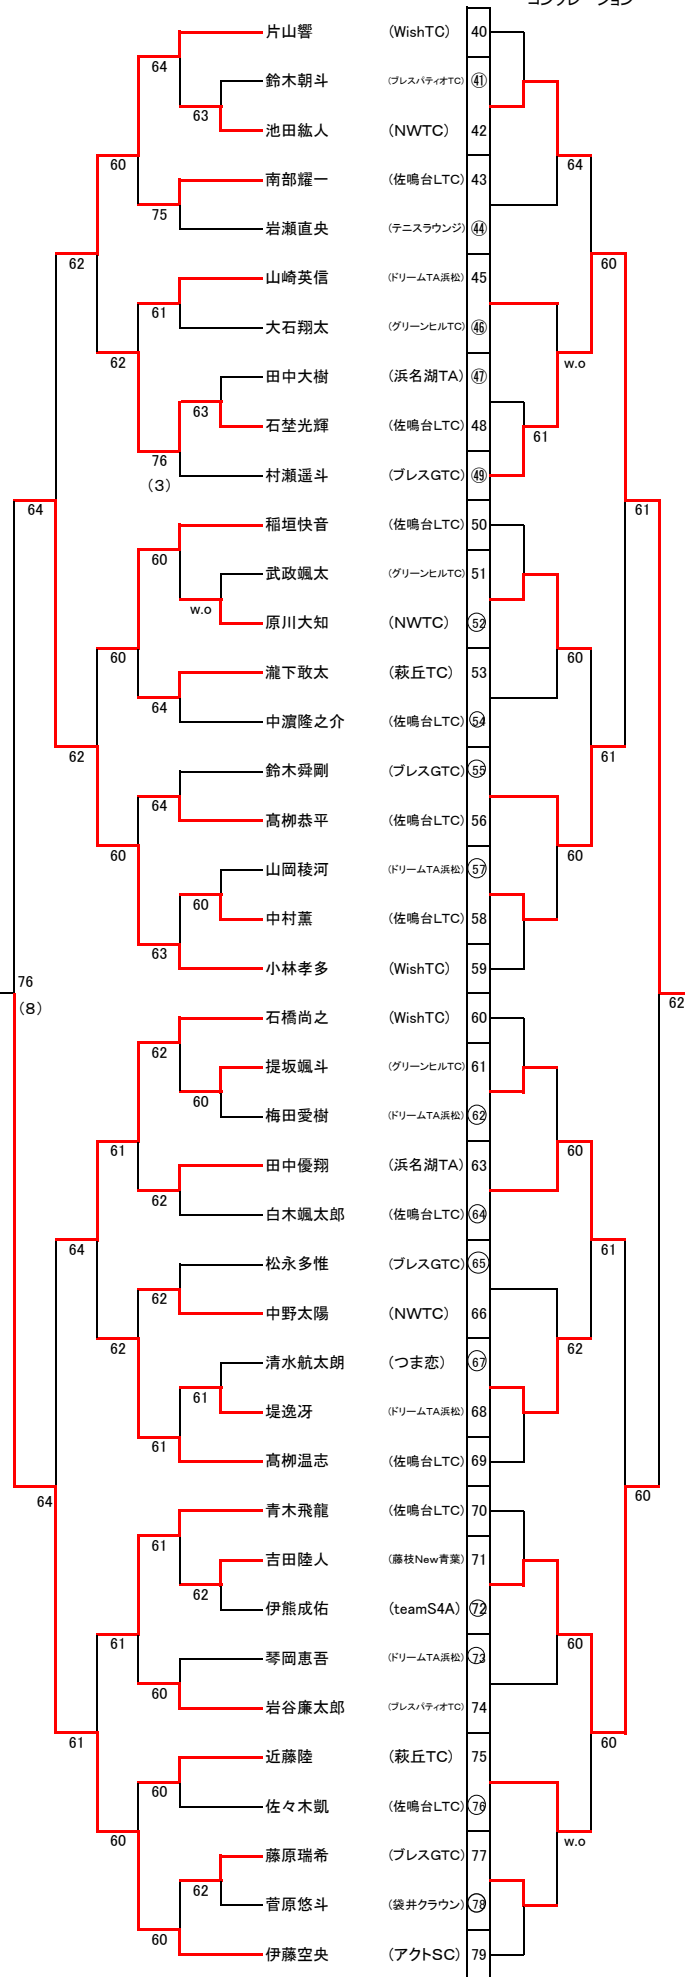 コンソレーション
片山響 (WishTC) 40
64
鈴木朝斗 (ブレスパティオTC) ㊶
63
池田紘人 (NWTC) 42
60 64
南部耀一 (佐鳴台LTC) 43
75
岩瀬直央 (テニスラウンジ) ㊹
62 60
山崎英信 (ドリームTA浜松) 45
61
大石翔太 (グリーンヒルTC) ㊻
62 w.o
田中大樹 (浜名湖TA) ㊼
63
石埜光輝 (佐鳴台LTC) 48
61
76
(3)
村瀬遥斗 (ブレスGTC) ㊾
64 61
稲垣快音 (佐鳴台LTC) 50
60
武政颯太 (グリーンヒルTC) 51
w.o
原川大知 (NWTC) 52
60 60
瀧下敢太 (萩丘TC) 53
64
中濵隆之介 (佐鳴台LTC) 54
62 61
鈴木舜剛 (ブレスGTC) 55
64
髙栁恭平 (佐鳴台LTC) 56
60 60
山岡稜河 (ドリームTA浜松) 57
60
中村薫 (佐鳴台LTC) 58
63
小林孝多 (WishTC) 59
76
(8) 62
石橋尚之 (WishTC) 60
62
提坂颯斗 (グリーンヒルTC) 61
60
梅田愛樹 (ドリームTA浜松) 62
61 60
田中優翔 (浜名湖TA) 63
62
白木颯太郎 (佐鳴台LTC) 64
64 61
松永多惟 (ブレスGTC) 65
62
中野太陽 (NWTC) 66
62 62
清水航太朗 (つま恋) 67
61
堤逸冴 (ドリームTA浜松) 68
61
髙栁温志 (佐鳴台LTC) 69
64 60
青木飛龍 (佐鳴台LTC) 70
61
吉田陸人 (藤枝New青葉) 71
62
伊熊成佑 (teamS4A) 72
61 60
琴岡恵吾 (ドリームTA浜松) 73
60
岩谷廉太郎 (ブレスパティオTC) 74
61 60
近藤陸 (萩丘TC) 75
60
佐々木凱 (佐鳴台LTC) 76
60 w.o
藤原瑞希 (ブレスGTC) 77
62
菅原悠斗 (袋井クラウン) 78
60
伊藤空央 (アクトSC) 79